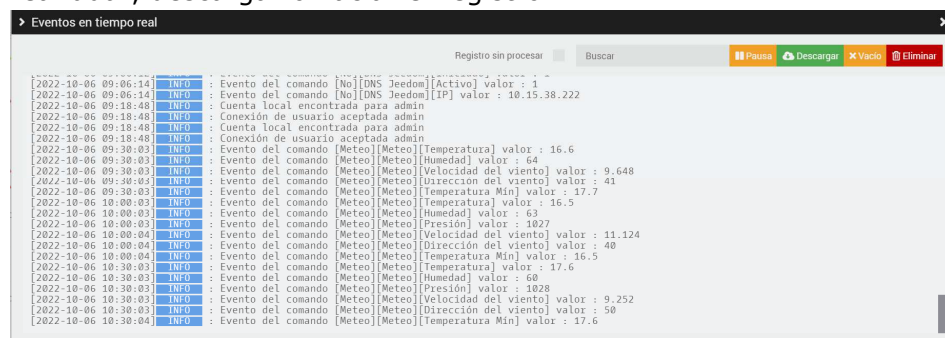 Eventos en tiempo real
Registro sin procesar Buscar Pausa Descargar Vacío Eliminar
[2022-10-06 09:06:14] INFO : Evento del comando [No][DNS Jeedom][Activo] valor : 1
[2022-10-06 09:06:14] INFO : Evento del comando [No][DNS Jeedom][IP] valor : 10.15.38.222
[2022-10-06 09:18:48] INFO : Cuenta local encontrada para admin
[2022-10-06 09:18:48] INFO : Conexión de usuario aceptada admin
[2022-10-06 09:18:48] INFO : Cuenta local encontrada para admin
[2022-10-06 09:18:48] INFO : Conexión de usuario aceptada admin
[2022-10-06 09:30:03] INFO : Evento del comando [Meteo][Meteo][Temperatura] valor : 16.6
[2022-10-06 09:30:03] INFO : Evento del comando [Meteo][Meteo][Humedad] valor : 64
[2022-10-06 09:30:03] INFO : Evento del comando [Meteo][Meteo][Velocidad del viento] valor : 9.648
[2022-10-06 09:30:03] INFO : Evento del comando [Meteo][Meteo][Dirección del viento] valor : 41
[2022-10-06 09:30:03] INFO : Evento del comando [Meteo][Meteo][Temperatura Mín] valor : 17.7
[2022-10-06 10:00:03] INFO : Evento del comando [Meteo][Meteo][Temperatura] valor : 16.5
[2022-10-06 10:00:03] INFO : Evento del comando [Meteo][Meteo][Humedad] valor : 63
[2022-10-06 10:00:03] INFO : Evento del comando [Meteo][Meteo][Presión] valor : 1027
[2022-10-06 10:00:04] INFO : Evento del comando [Meteo][Meteo][Velocidad del viento] valor : 11.124
[2022-10-06 10:00:04] INFO : Evento del comando [Meteo][Meteo][Dirección del viento] valor : 40
[2022-10-06 10:00:04] INFO : Evento del comando [Meteo][Meteo][Temperatura Mín] valor : 16.5
[2022-10-06 10:30:03] INFO : Evento del comando [Meteo][Meteo][Temperatura] valor : 17.6
[2022-10-06 10:30:03] INFO : Evento del comando [Meteo][Meteo][Humedad] valor : 60
[2022-10-06 10:30:03] INFO : Evento del comando [Meteo][Meteo][Presión] valor : 1028
[2022-10-06 10:30:03] INFO : Evento del comando [Meteo][Meteo][Velocidad del viento] valor : 9.252
[2022-10-06 10:30:03] INFO : Evento del comando [Meteo][Meteo][Dirección del viento] valor : 50
[2022-10-06 10:30:04] INFO : Evento del comando [Meteo][Meteo][Temperatura Mín] valor : 17.6